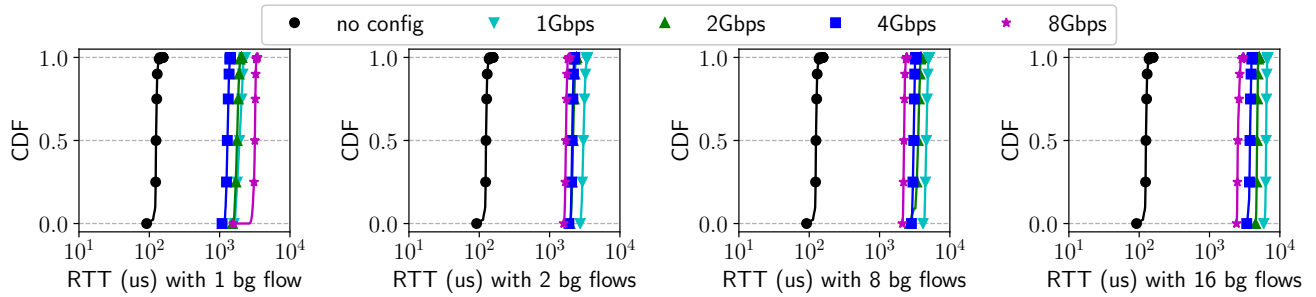 no config 1Gbps 2Gbps 4Gbps 8Gbps
CDF 1.0 0.5 0.0
10^1 10^2 10^3 10^4
RTT (us) with 1 bg flow
CDF 1.0 0.5 0.0
10^1 10^2 10^3 10^4
RTT (us) with 2 bg flows
CDF 1.0 0.5 0.0
10^1 10^2 10^3 10^4
RTT (us) with 8 bg flows
CDF 1.0 0.5 0.0
10^1 10^2 10^3 10^4
RTT (us) with 16 bg flows